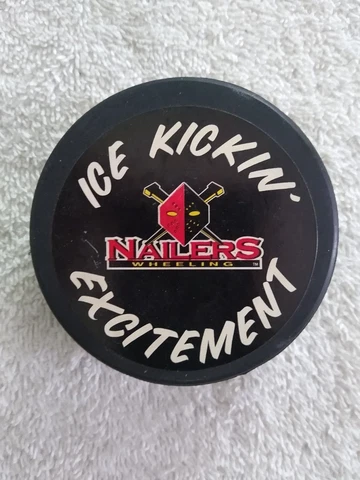 ICE KICKIN'
NAILERS
WHEELING
EXCITEMENT